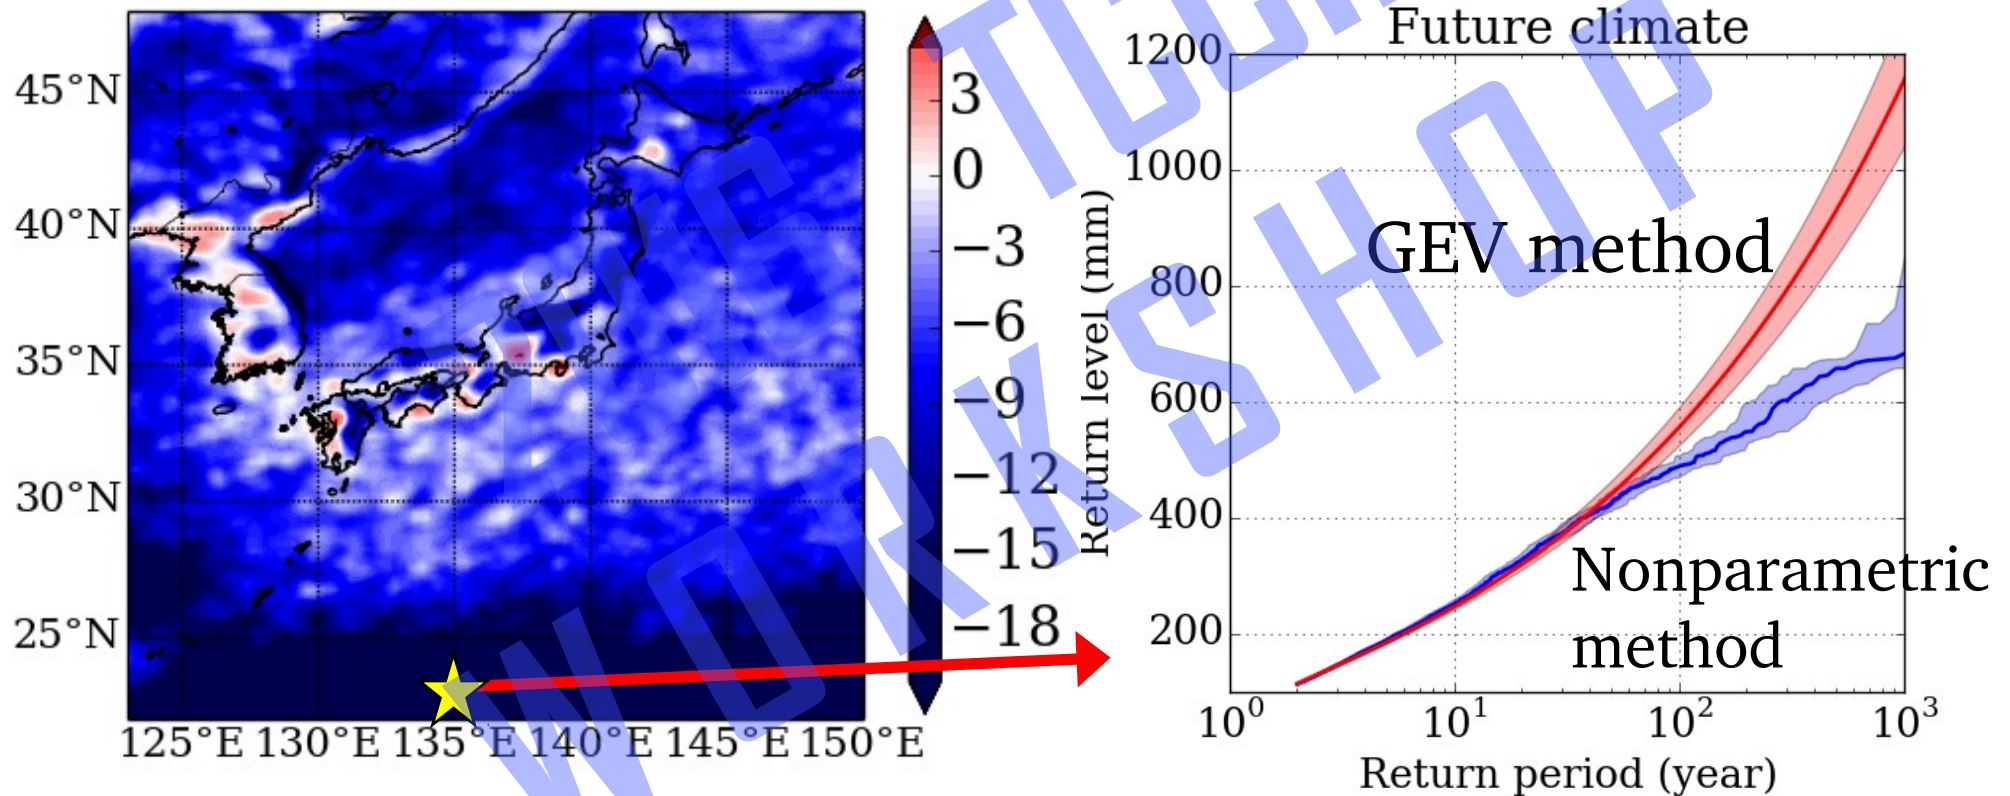 45°N
40°N
35°N
30°N
25°N
125°E 130°E 135°E 140°E 145°E 150°E
3
0
−3
−6
−9
−12
−15
−18
Future climate
Return level (mm)
1200
1000
800
600
400
200
GEV method
Nonparametric
method
10⁰ 10¹ 10² 10³
Return period (year)
WORKSHOP